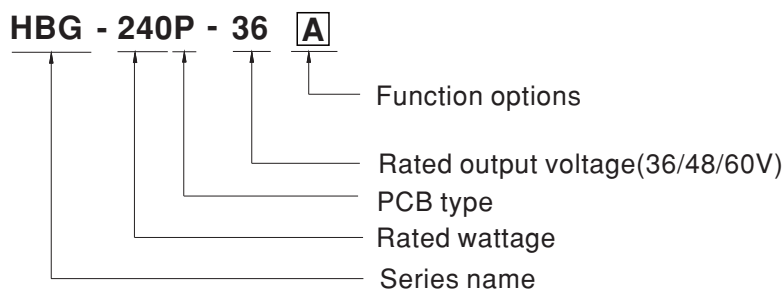 HBG - 240P - 36 A
Function options
Rated output voltage(36/48/60V)
PCB type
Rated wattage
Series name